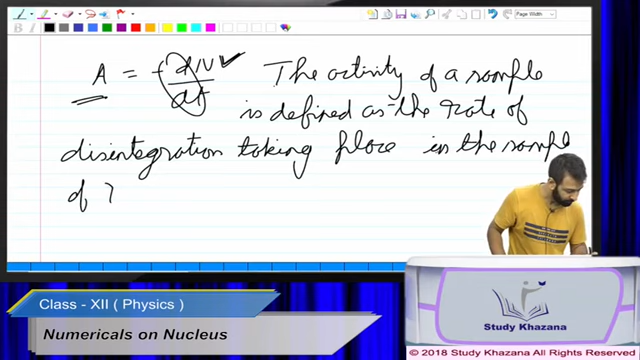 Page Width
A = - dN/dt The activity of a sample
is defined as the rate of
disintegration taking place in the sample
of
Study Khazana
Class - XII ( Physics )
Numericals on Nucleus
© 2018 Study Khazana All Rights Reserved